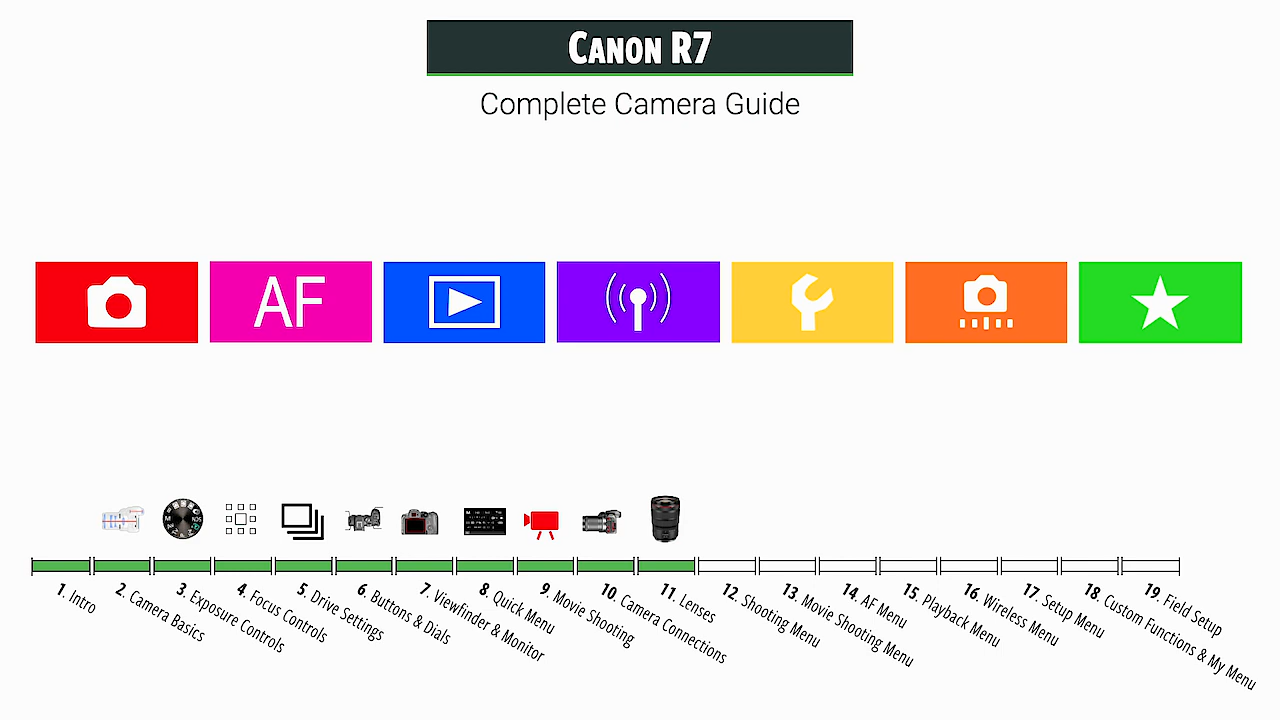 CANON R7
Complete Camera Guide
AF
1. Intro
2. Camera Basics
3. Exposure Controls
4. Focus Controls
5. Drive Settings
6. Buttons & Dials
7. Viewfinder & Monitor
8. Quick Menu
9. Movie Shooting
10. Camera Connections
11. Lenses
12. Shooting Menu
13. Movie Shooting Menu
14. AF Menu
15. Playback Menu
16. Wireless Menu
17. Setup Menu
18. Custom Functions & My Menu
19. Field Setup